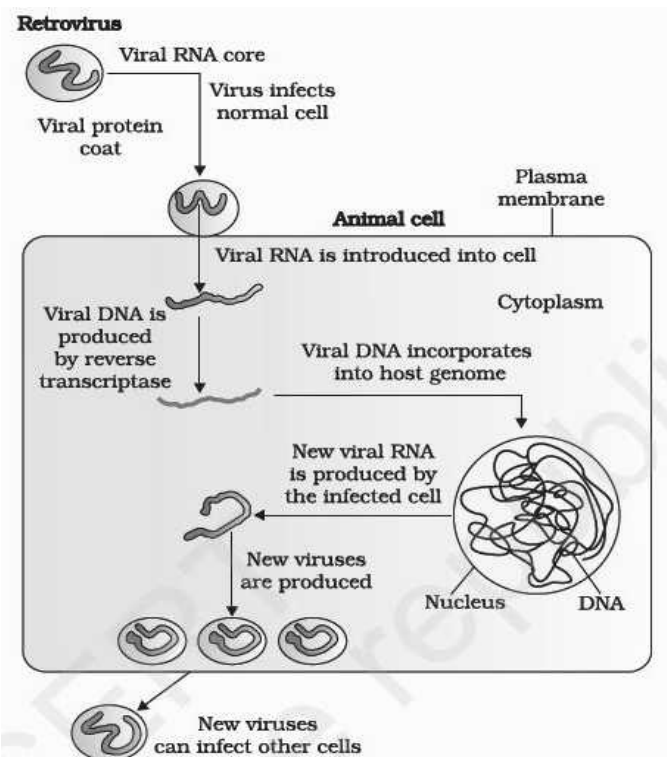 Retrovirus
Viral RNA core
Virus infects
normal cell
Viral protein
coat
Plasma
membrane
Animal cell
Viral RNA is introduced into cell
Cytoplasm
Viral DNA is
produced
by reverse
transcriptase
Viral DNA incorporates
into host genome
New viral RNA
is produced by
the infected cell
New viruses
are produced
Nucleus
DNA
New viruses
can infect other cells